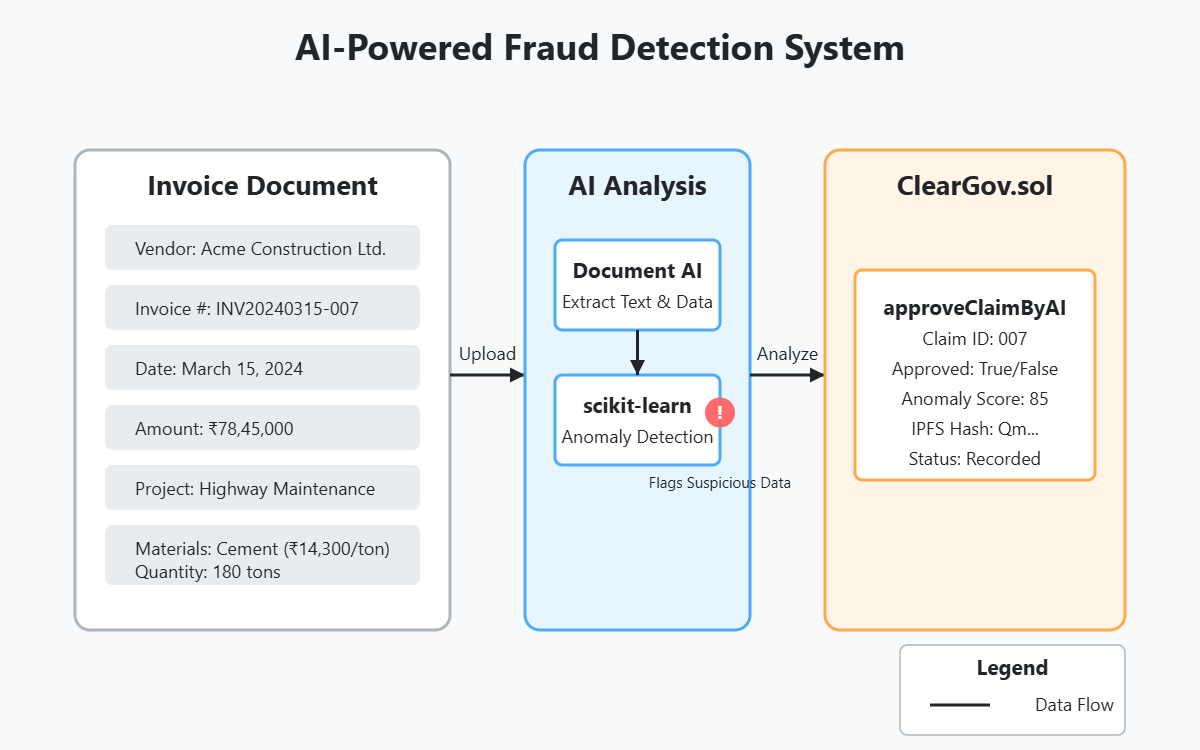 AI-Powered Fraud Detection System
Invoice Document
Vendor: Acme Construction Ltd.
Invoice #: INV20240315-007
Date: March 15, 2024
Amount: ₹78,45,000
Project: Highway Maintenance
Materials: Cement (₹14,300/ton)
Quantity: 180 tons
Upload
AI Analysis
Document AI
Extract Text & Data
scikit-learn
Anomaly Detection
!
Flags Suspicious Data
Analyze
ClearGov.sol
approveClaimByAI
Claim ID: 007
Approved: True/False
Anomaly Score: 85
IPFS Hash: Qm...
Status: Recorded
Legend
Data Flow